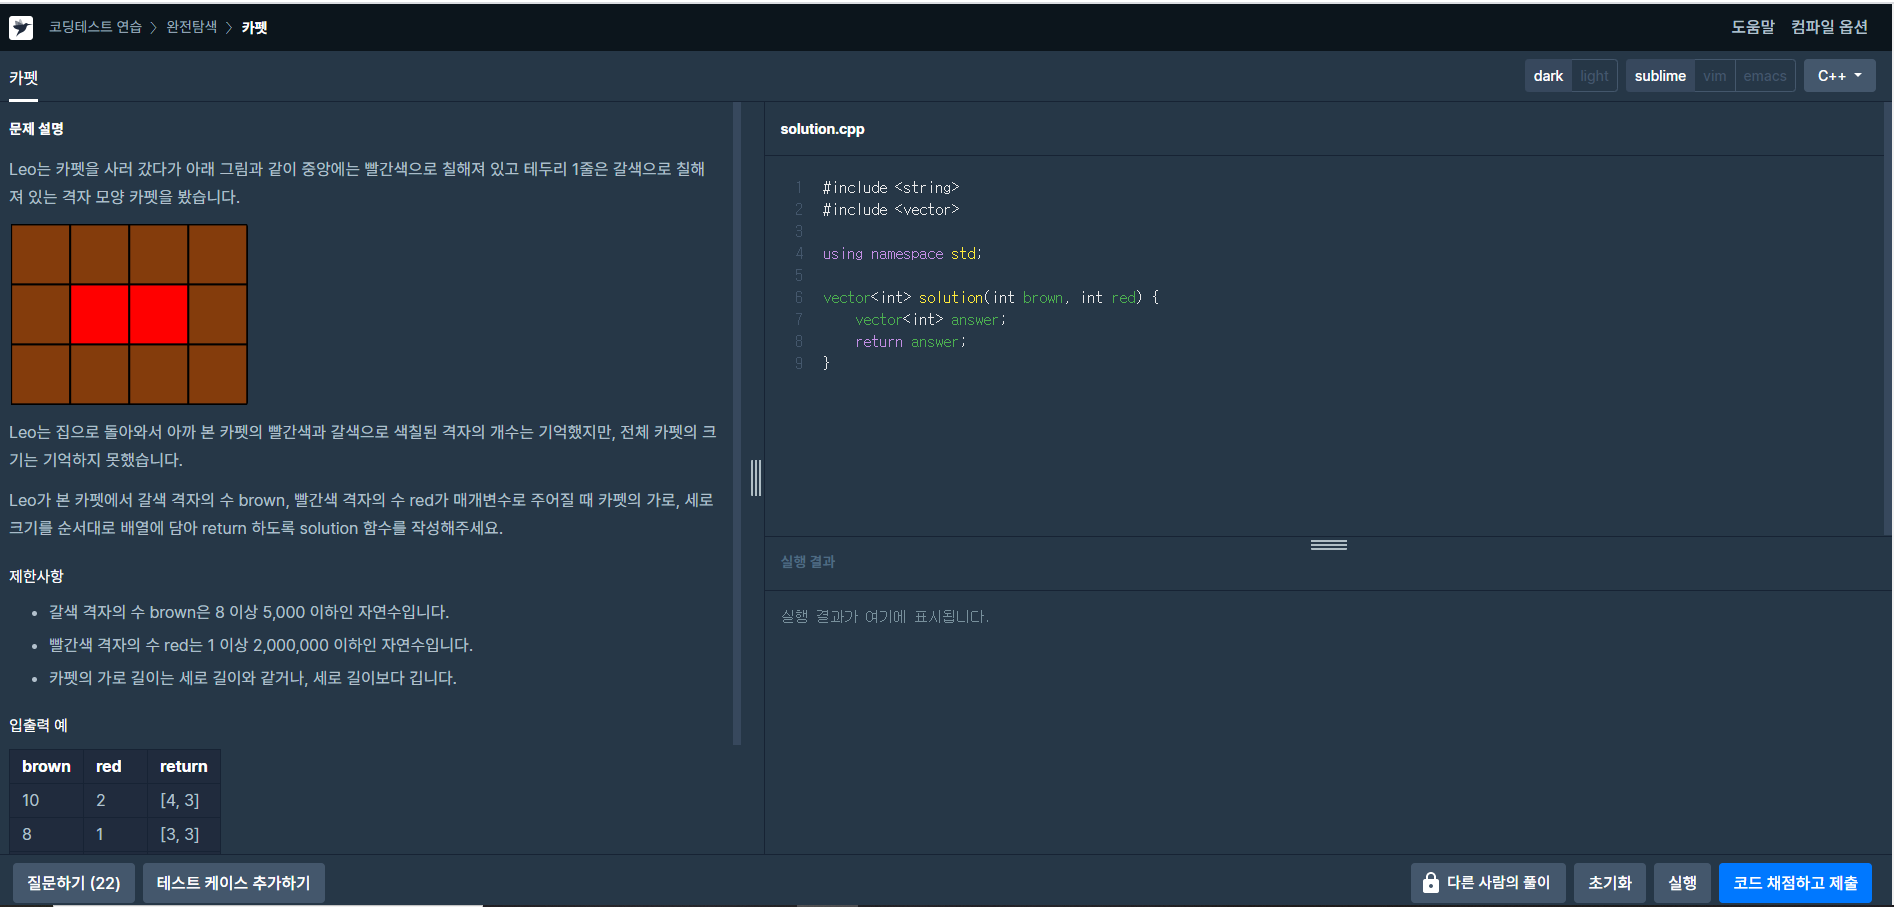 코딩테스트 연습 > 완전탐색 > 카펫
도움말 컴파일 옵션
카펫
dark light sublime vim emacs C++
문제 설명
Leo는 카펫을 사러 갔다가 아래 그림과 같이 중앙에는 빨간색으로 칠해져 있고 테두리 1줄은 갈색으로 칠해
져 있는 격자 모양 카펫을 봤습니다.
Leo는 집으로 돌아와서 아까 본 카펫의 빨간색과 갈색으로 색칠된 격자의 개수는 기억했지만, 전체 카펫의 크
기는 기억하지 못했습니다.
Leo가 본 카펫에서 갈색 격자의 수 brown, 빨간색 격자의 수 red가 매개변수로 주어질 때 카펫의 가로, 세로
크기를 순서대로 배열에 담아 return 하도록 solution 함수를 작성해주세요.
제한사항
• 갈색 격자의 수 brown은 8 이상 5,000 이하인 자연수입니다.
• 빨간색 격자의 수 red는 1 이상 2,000,000 이하인 자연수입니다.
• 카펫의 가로 길이는 세로 길이와 같거나, 세로 길이보다 깁니다.
입출력 예
brown red return
10 2 [4, 3]
8 1 [3, 3]
solution.cpp
1 #include <string>
2 #include <vector>
3
4 using namespace std;
5
6 vector<int> solution(int brown, int red) {
7 vector<int> answer;
8 return answer;
9 }
실행 결과
실행 결과가 여기에 표시됩니다.
질문하기 (22) 테스트 케이스 추가하기
다른 사람의 풀이 초기화 실행 코드 채점하고 제출